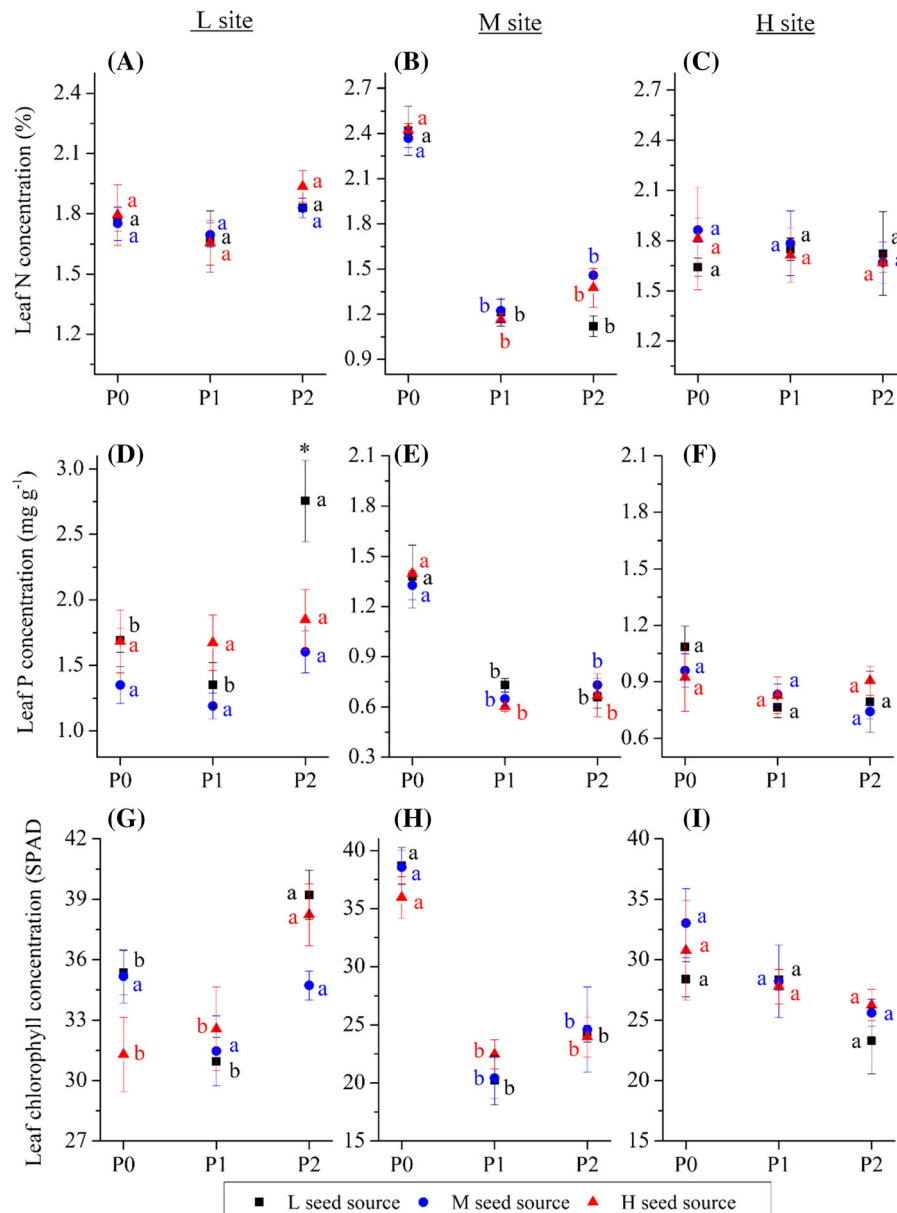 L site M site H site
(A) (B) (C)
Leaf N concentration (%)
2.4 2.1 1.8 1.5 1.2
a a a a a a a a a
P0 P1 P2
2.7 2.4 2.1 1.8 1.5 1.2 0.9
a a a b b b b b b
P0 P1 P2
2.7 2.4 2.1 1.8 1.5 1.2
a a a a a a a a a
P0 P1 P2
(D) (E) (F)
Leaf P concentration (mg g-1)
3.0 2.5 2.0 1.5 1.0
b a a a b a * a a a
P0 P1 P2
2.1 1.8 1.5 1.2 0.9 0.6 0.3
a a a b b b b b b
P0 P1 P2
2.1 1.8 1.5 1.2 0.9 0.6
a a a a a a a a a
P0 P1 P2
(G) (H) (I)
Leaf chlorophyll concentration (SPAD
42 39 36 33 30 27
b a b b a b a a a
P0 P1 P2
40 35 30 25 20 15
a a a b b b b b b
P0 P1 P2
40 35 30 25 20 15
a a a a a a a a a
P0 P1 P2
L seed source M seed source H seed source